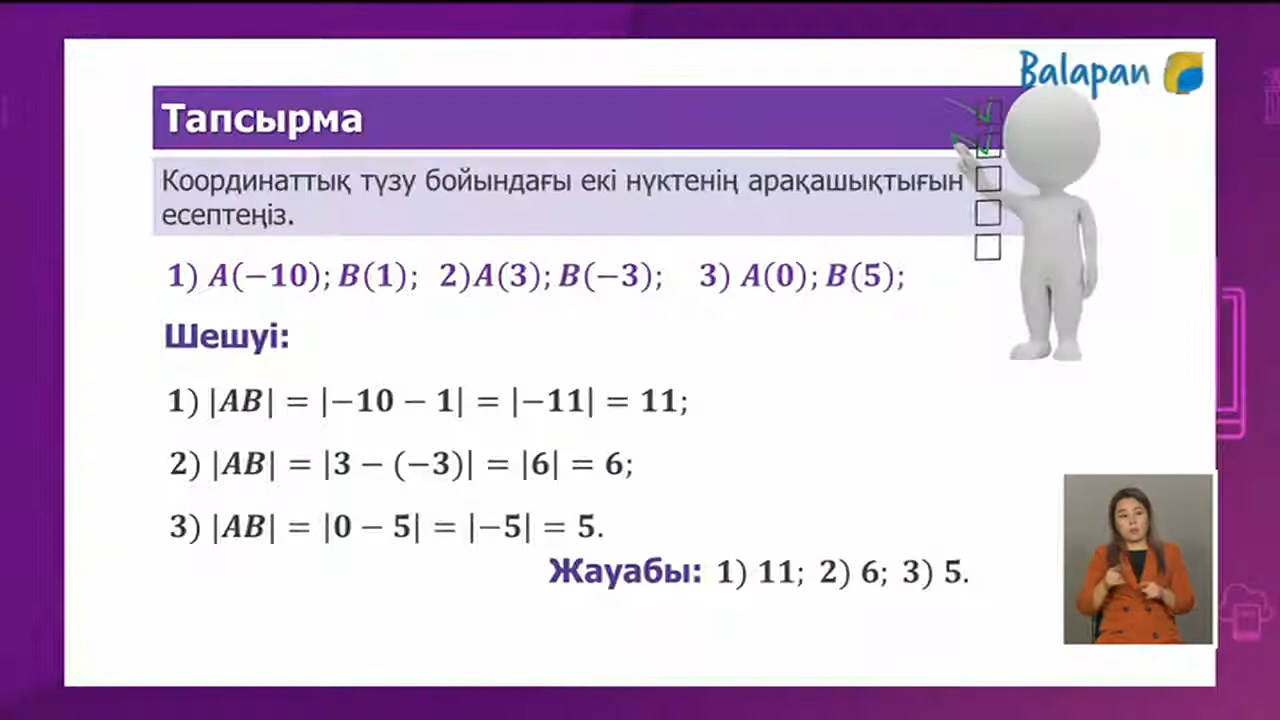 Balapan
Тапсырма
Координаттық түзу бойындағы екі нүктенің арақашықтығын
есептеңіз.
1) A(−10); B(1); 2)A(3); B(−3); 3) A(0); B(5);
Шешуі:
1) |AB| = |−10 − 1| = |−11| = 11;
2) |AB| = |3 − (−3)| = |6| = 6;
3) |AB| = |0 − 5| = |−5| = 5.
Жауабы: 1) 11; 2) 6; 3) 5.